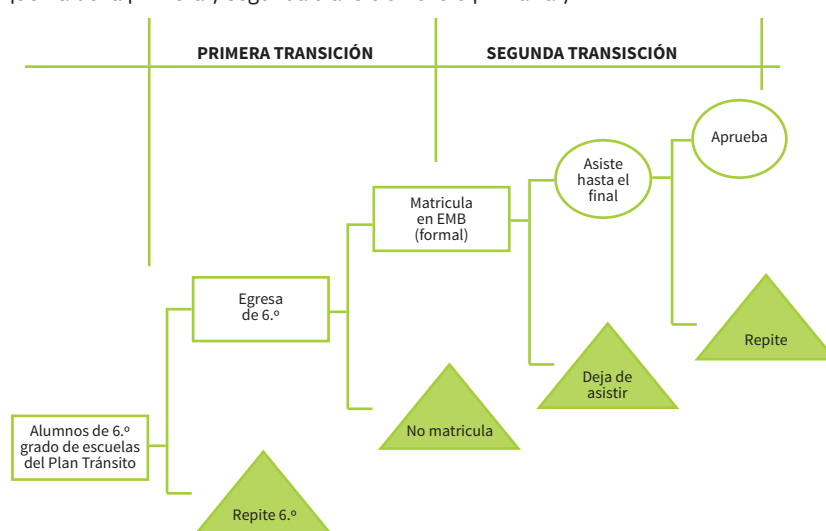 PRIMERA TRANSICIÓN
SEGUNDA TRANSISCIÓN
Aprueba
Asiste
hasta el
final
Matricula
en EMB
(formal)
Egresa
de 6.º
Repite
Deja de
asistir
No matricula
Alumnos de 6.º
grado de escuelas
del Plan Tránsito
Repite 6.º